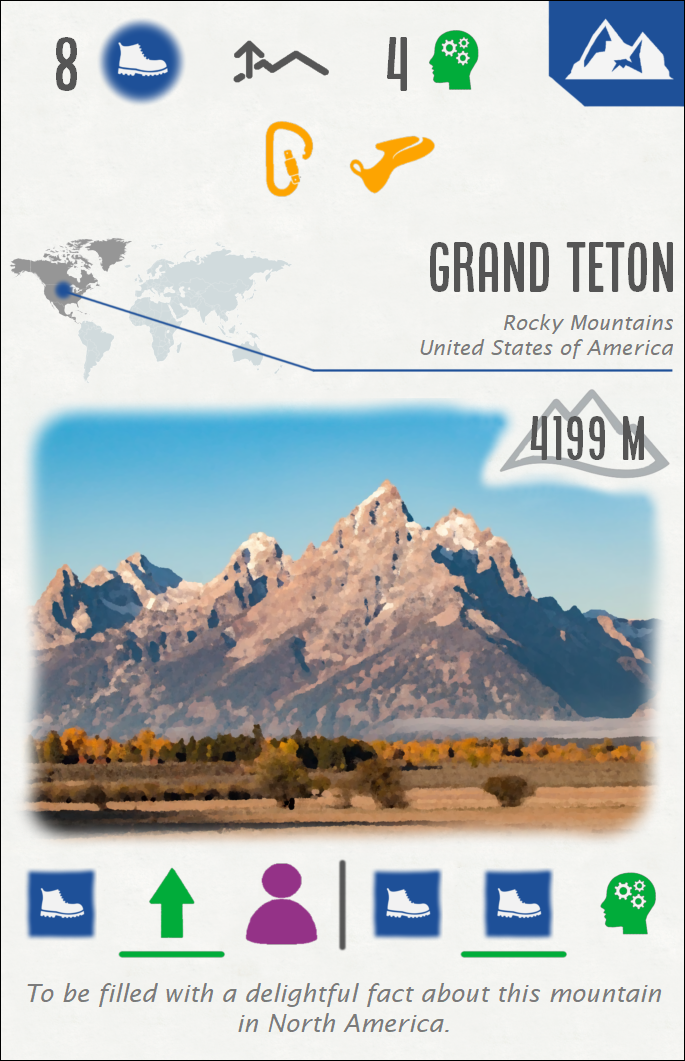 8
4
GRAND TETON
Rocky Mountains
United States of America
4199 M
To be filled with a delightful fact about this mountain
in North America.